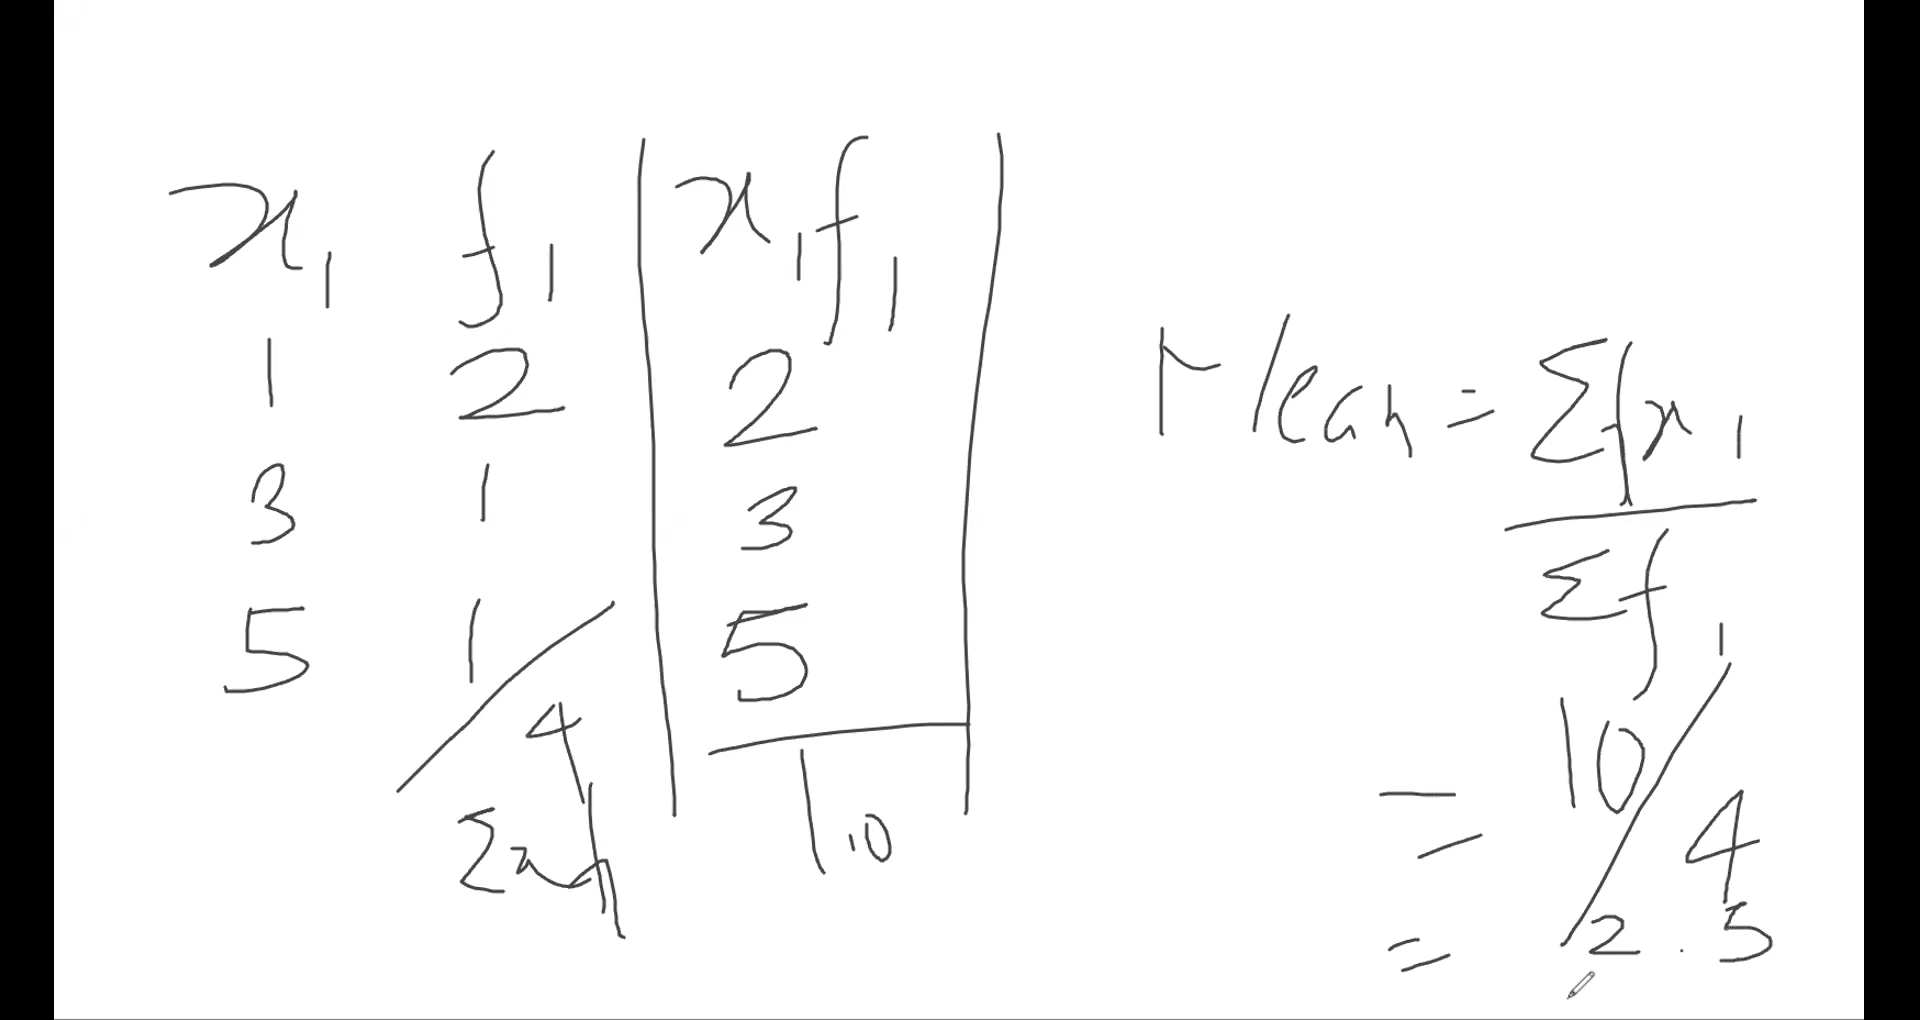 x₁ f₁ x₁f₁
1 2 2
3 1 3
5 1 5
4
10
Mean = Σfx₁
Σf₁
= 10/4
= 2.5